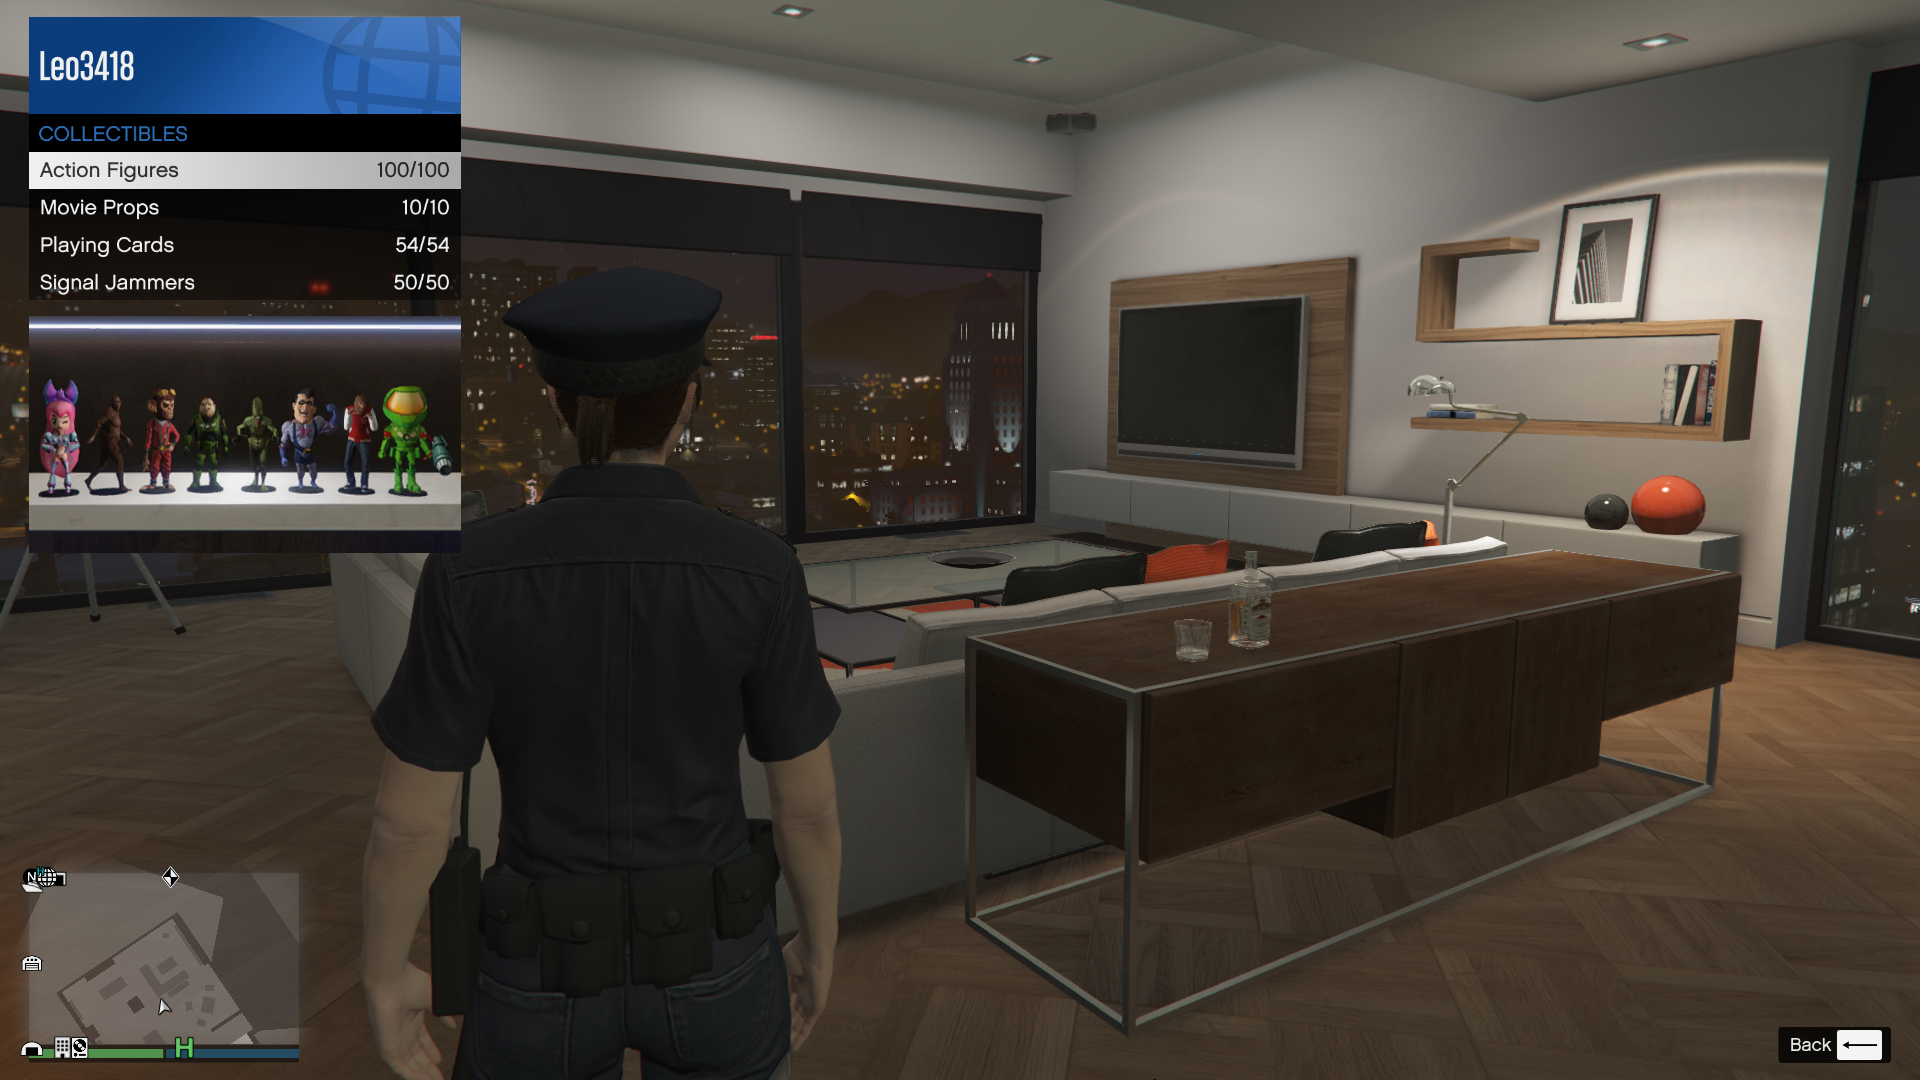 Leo3418
COLLECTIBLES
Action Figures 100/100
Movie Props 10/10
Playing Cards 54/54
Signal Jammers 50/50
N
H
Back